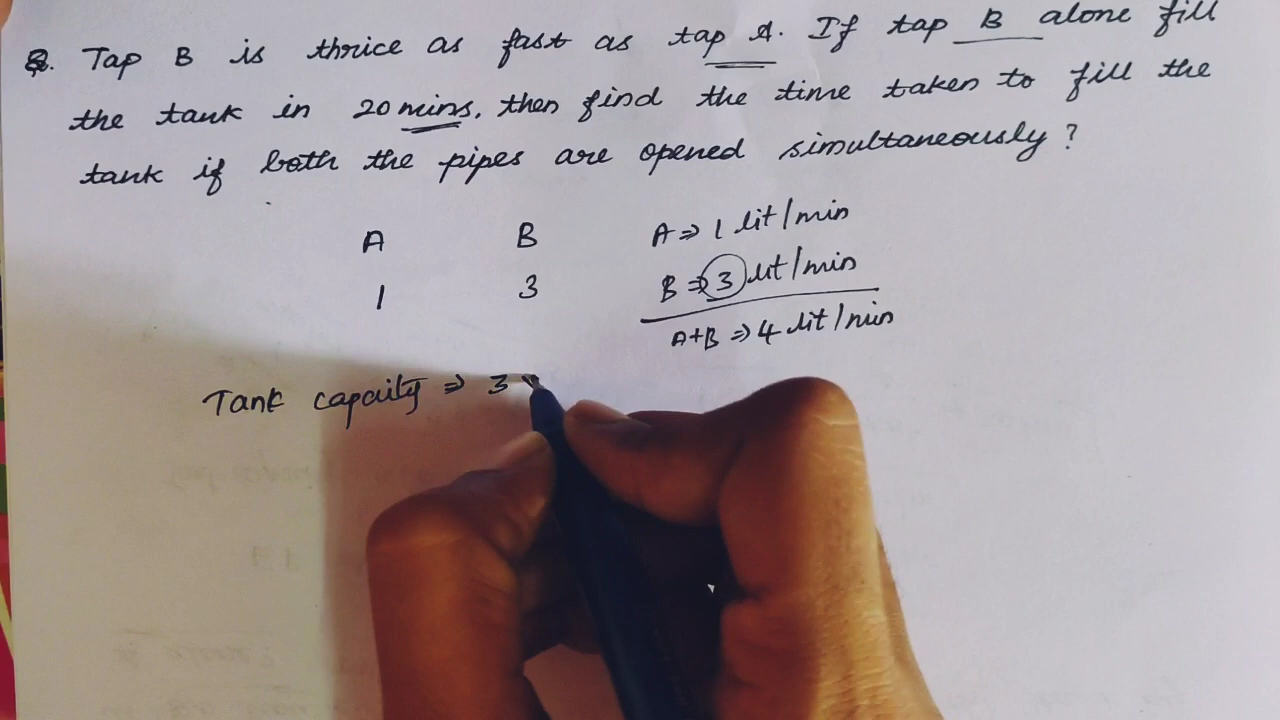 Q. Tap B is thrice as fast as tap A. If tap B alone fill
the tank in 20 mins, then find the time taken to fill the
tank if both the pipes are opened simultaneously?
A B A ⇒ 1 lit/min
1 3 B ⇒ 3 lit/min
A+B ⇒ 4 lit/min
Tank capaity ⇒ 3